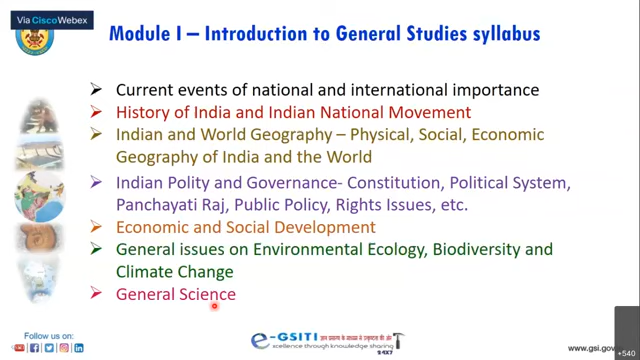 Via Cisco Webex
Module I – Introduction to General Studies syllabus
➢ Current events of national and international importance
➢ History of India and Indian National Movement
➢ Indian and World Geography – Physical, Social, Economic
Geography of India and the World
➢ Indian Polity and Governance- Constitution, Political System,
Panchayati Raj, Public Policy, Rights Issues, etc.
➢ Economic and Social Development
➢ General issues on Environmental Ecology, Biodiversity and
Climate Change
➢ General Science
Follow us on:
e-GSITI
excellence through knowledge sharing
24X7
www.gsi.gov
+540